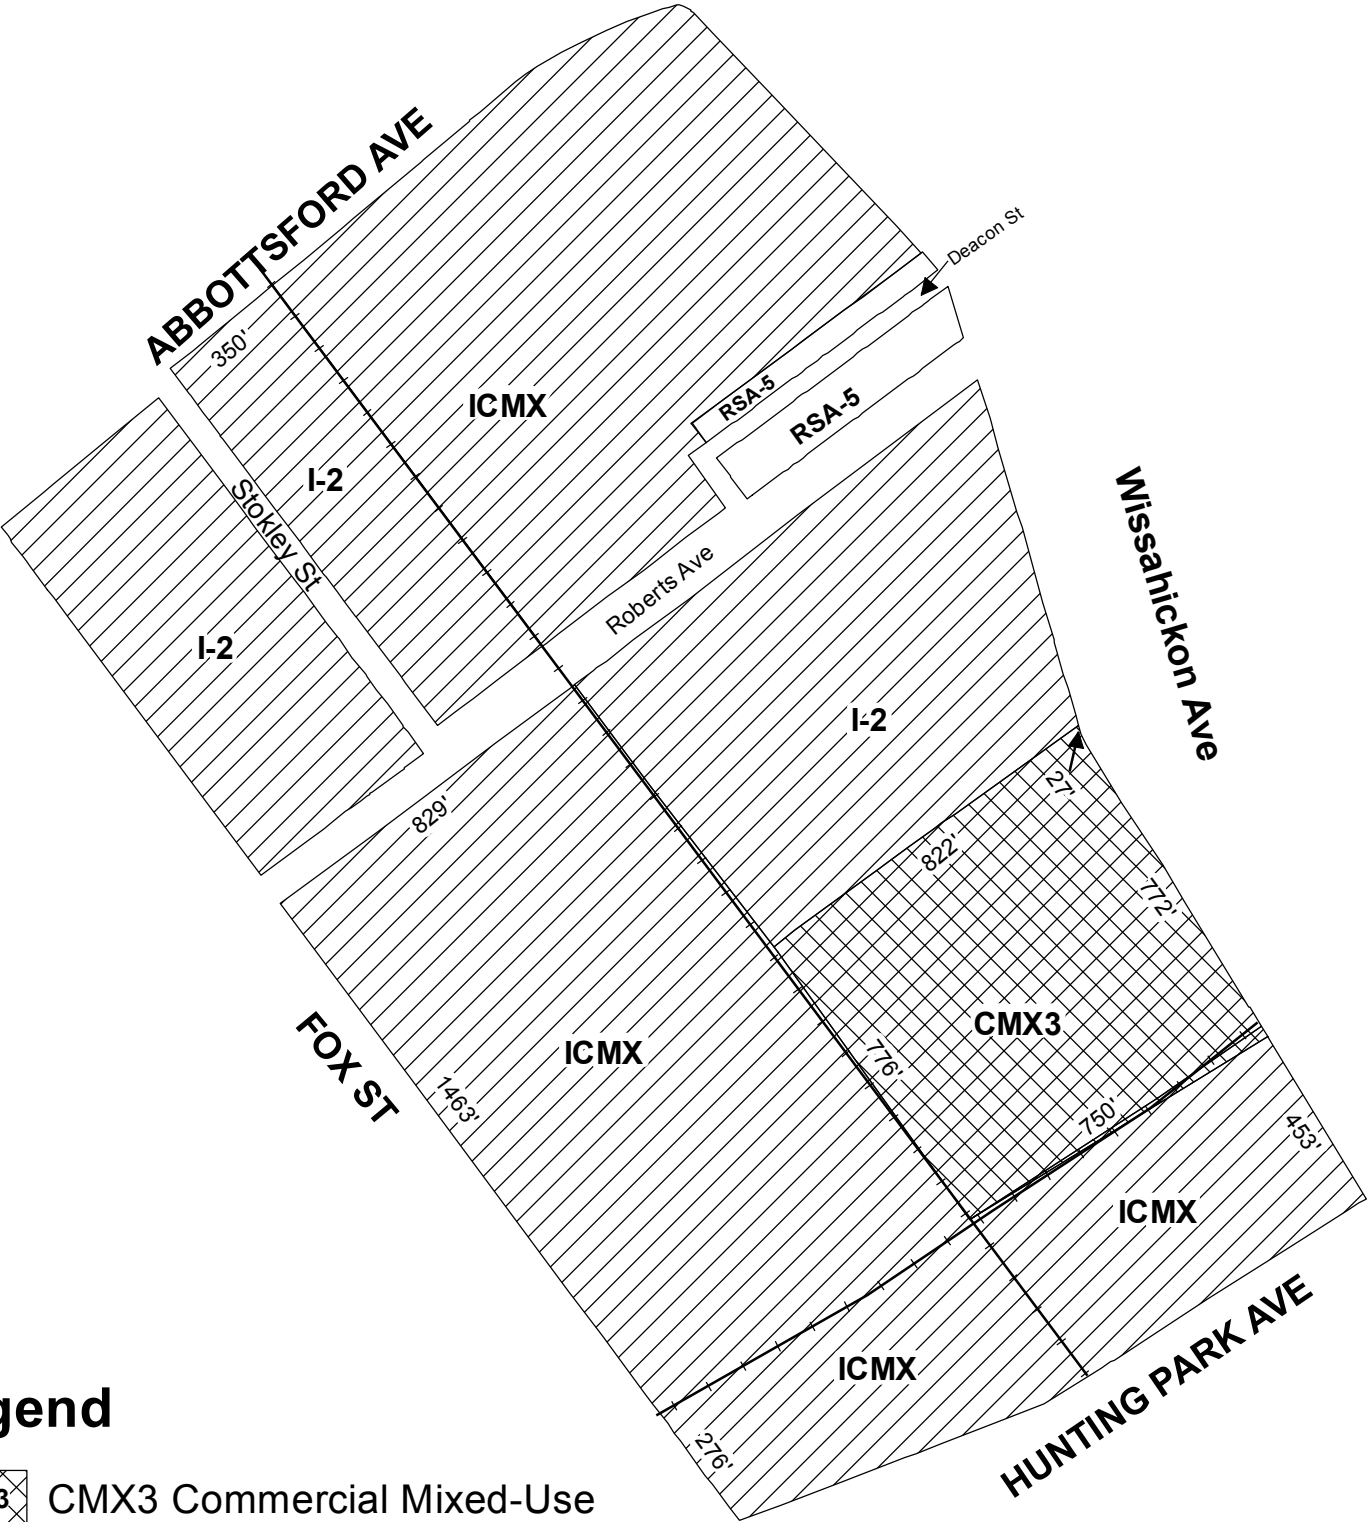 ABBOTTSFORD AVE
Deacon St
350'
ICMX
RSA-5
RSA-5
I-2
Stokley St
Wissahickon Ave
Roberts Ave
I-2
I-2
27'
829'
822'
772'
CMX3
FOX ST
ICMX
776'
1463'
750'
453'
ICMX
ICMX
HUNTING PARK AVE
276'
gend
3
CMX3 Commercial Mixed-Use